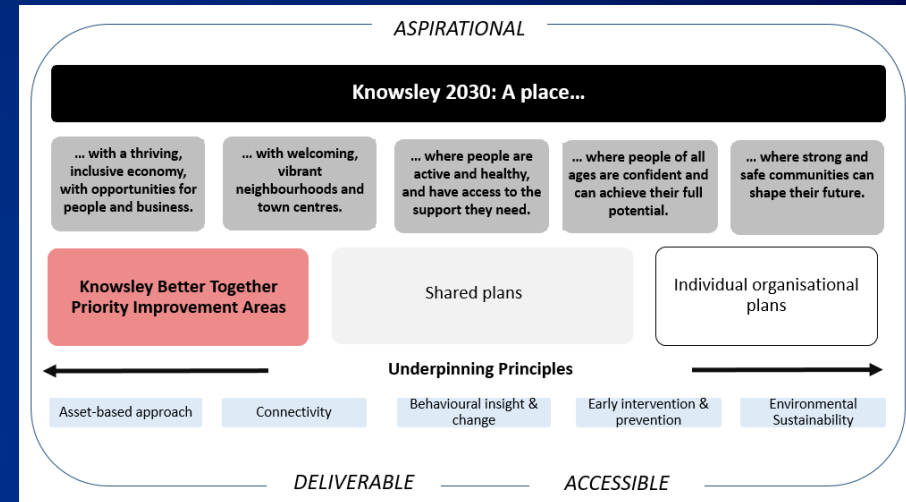 ASPIRATIONAL
Knowsley 2030: A place...
... with a thriving,
inclusive economy,
with opportunities for
people and business.
... with welcoming,
vibrant
neighbourhoods and
town centres.
... where people are
active and healthy,
and have access to the
support they need.
... where people of all
ages are confident and
can achieve their full
potential.
... where strong and
safe communities can
shape their future.
Knowsley Better Together
Priority Improvement Areas
Shared plans
Individual organisational
plans
Underpinning Principles
Asset-based approach
Connectivity
Behavioural insight &
change
Early intervention &
prevention
Environmental
Sustainability
DELIVERABLE
ACCESSIBLE